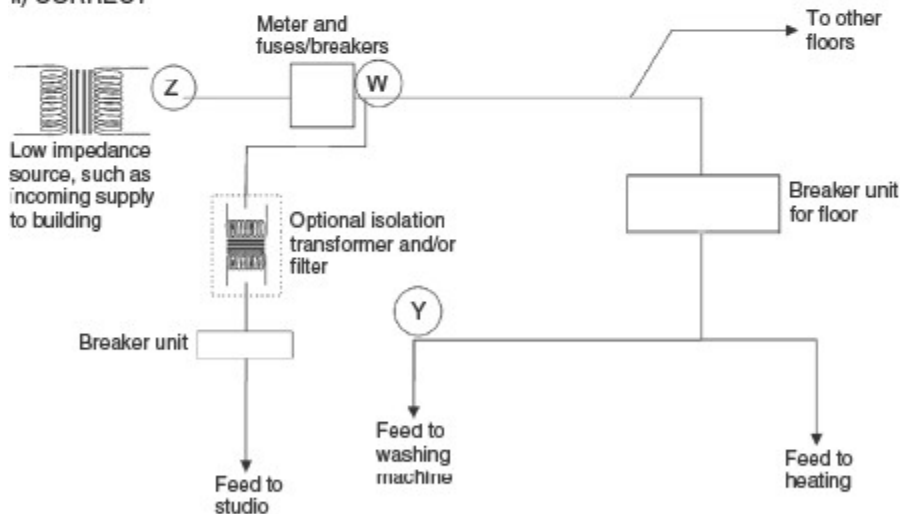 ii) CORRECT
Meter and
fuses/breakers
To other
floors
Z
W
Low impedance
source, such as
incoming supply
to building
Breaker unit
for floor
Optional isolation
transformer and/or
filter
Y
Breaker unit
Feed to
washing
machine
Feed to
heating
Feed to
studio